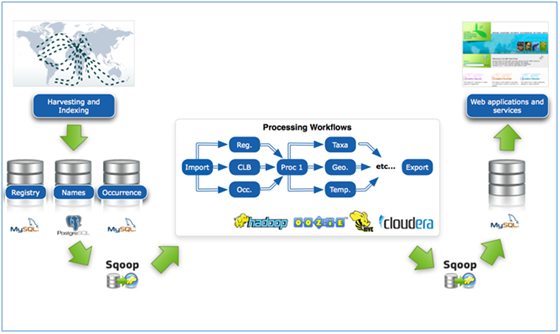 Harvesting and
Indexing
Registry
Names
Occurrence
MySQL
PostgreSQL
MySQL
Sqoop
Processing Workflows
Import
Reg.
CLB
Occ.
Proc 1
Taxa
Geo.
Temp.
etc...
Export
hadoop
OOZIE
HIVE
cloudera
Sqoop
MySQL
Web applications and
services